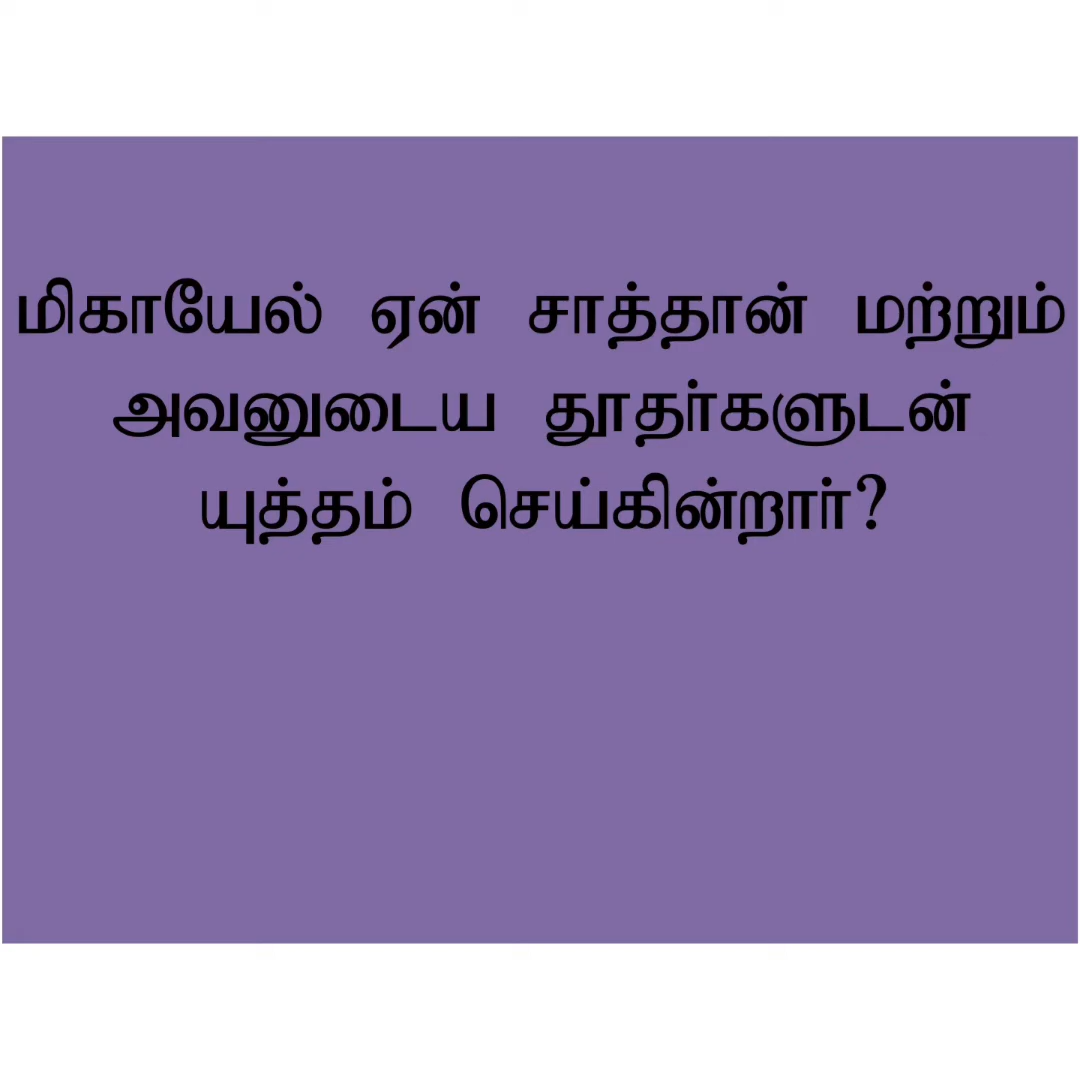 மிகாயேல் ஏன் சாத்தான் மற்றும்
அவனுடைய தூதர்களுடன்
யுத்தம் செய்கின்றார்?